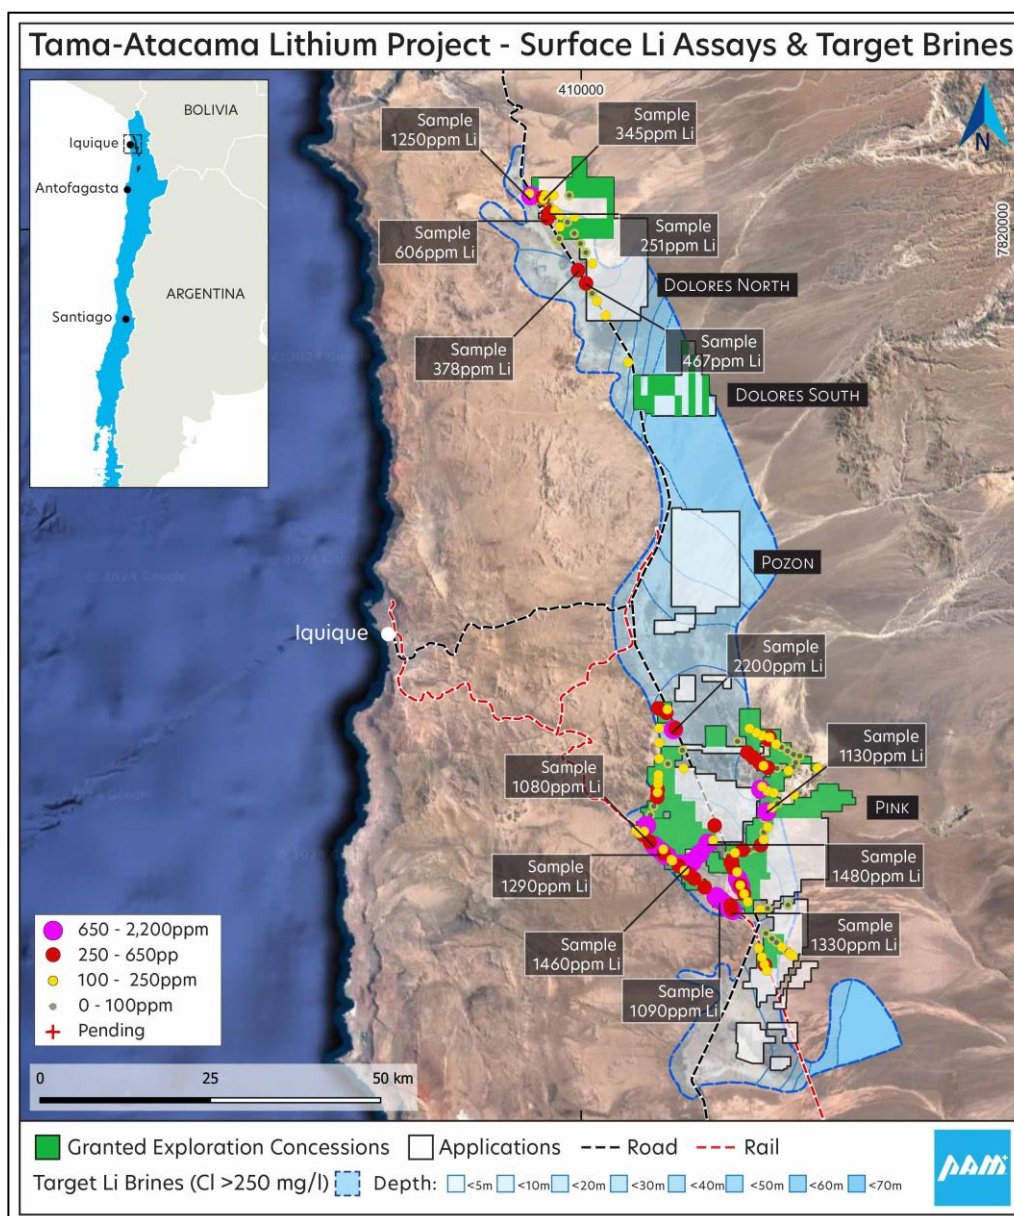 Tama-Atacama Lithium Project - Surface Li Assays & Target Brines
BOLIVIA
Iquique
Antofagasta
ARGENTINA
Santiago
410000
N
7820000
Sample
1250ppm Li
Sample
345ppm Li
Sample
606ppm Li
Sample
251ppm Li
DOLORES NORTH
Sample
378ppm Li
Sample
467ppm Li
DOLORES SOUTH
POZON
Iquique
Sample
2200ppm Li
Sample
1130ppm Li
Sample
1080ppm Li
PINK
Sample
1290ppm Li
Sample
1480ppm Li
Sample
1460ppm Li
Sample
1330ppm Li
Sample
1090ppm Li
650 - 2,200ppm
250 - 650pp
100 - 250ppm
0 - 100ppm
Pending
0 25 50 km
Granted Exploration Concessions Applications Road Rail
Target Li Brines (Cl >250 mg/l) Depth: <5m <10m <20m <30m <40m <50m <60m <70m
PAM